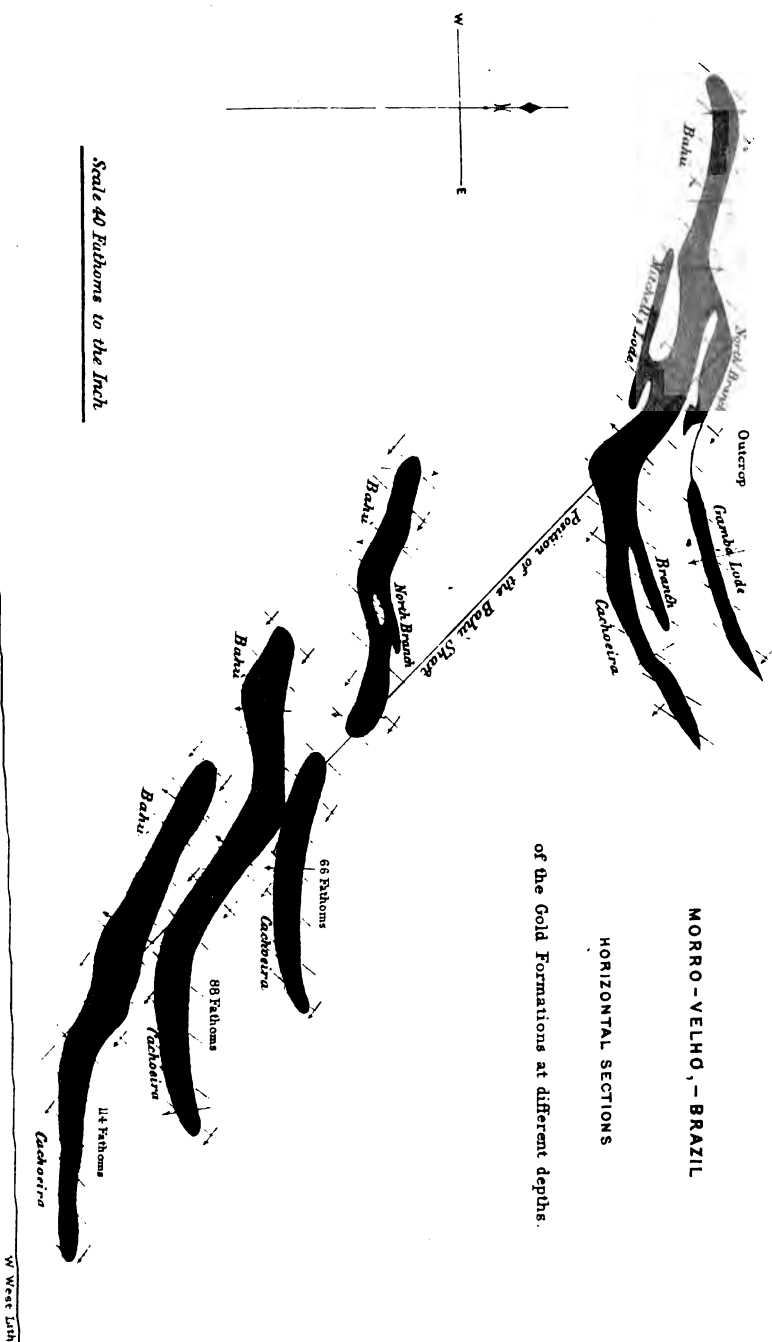 MORRO-VELHO,-BRAZIL
HORIZONTAL SECTIONS
of the Gold Formations at different depths.
W
E
Outcrop
Bahú
Mitchell's Lode
North Branch
Gamba Lode
Branch
Cachoeira
Position of the Bahú Shaft
Bahú
North Branch
66 Fathoms
Cachoeira
Bahú
88 Fathoms
Cachoeira
Bahú
114 Fathoms
Cachoeira
Scale 40 Fathoms to the Inch
W West Lith